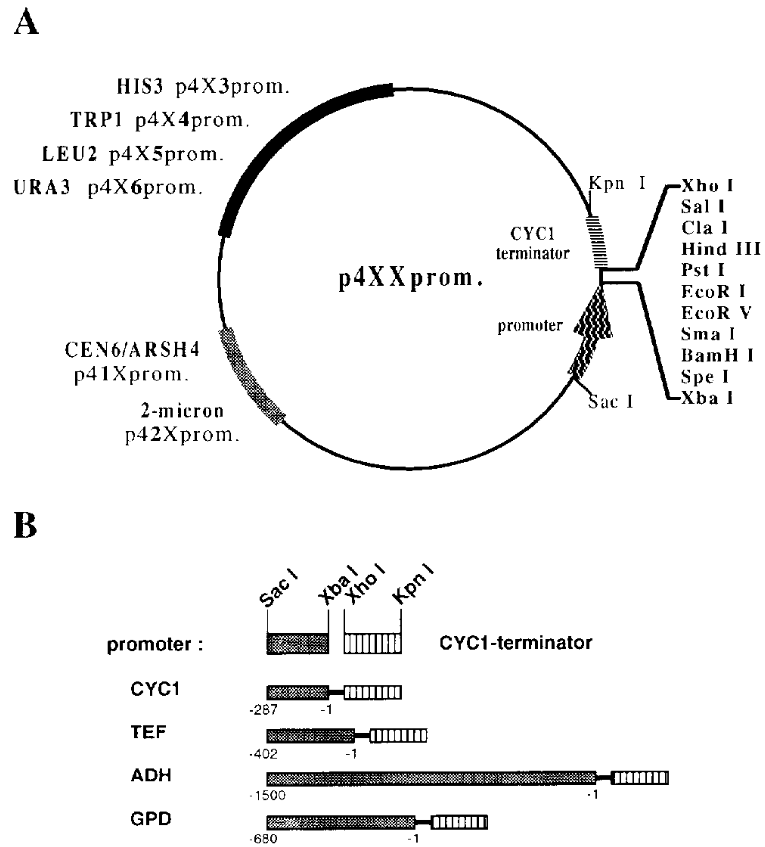 A
HIS3 p4X3prom.
TRP1 p4X4prom.
LEU2 p4X5prom.
URA3 p4X6prom.
Kpn I
CYC1
terminator
p4XXprom.
promoter
Sac I
Xho I
Sal I
Cla I
Hind III
Pst I
EcoR I
EcoR V
Sma I
BamH I
Spe I
Xba I
CEN6/ARSH4
p41Xprom.
2-micron
p42Xprom.
B
Sac I Xba I Xho I Kpn I
promoter : CYC1-terminator
CYC1
-287 -1
TEF
-402 -1
ADH
-1500 -1
GPD
-680 -1